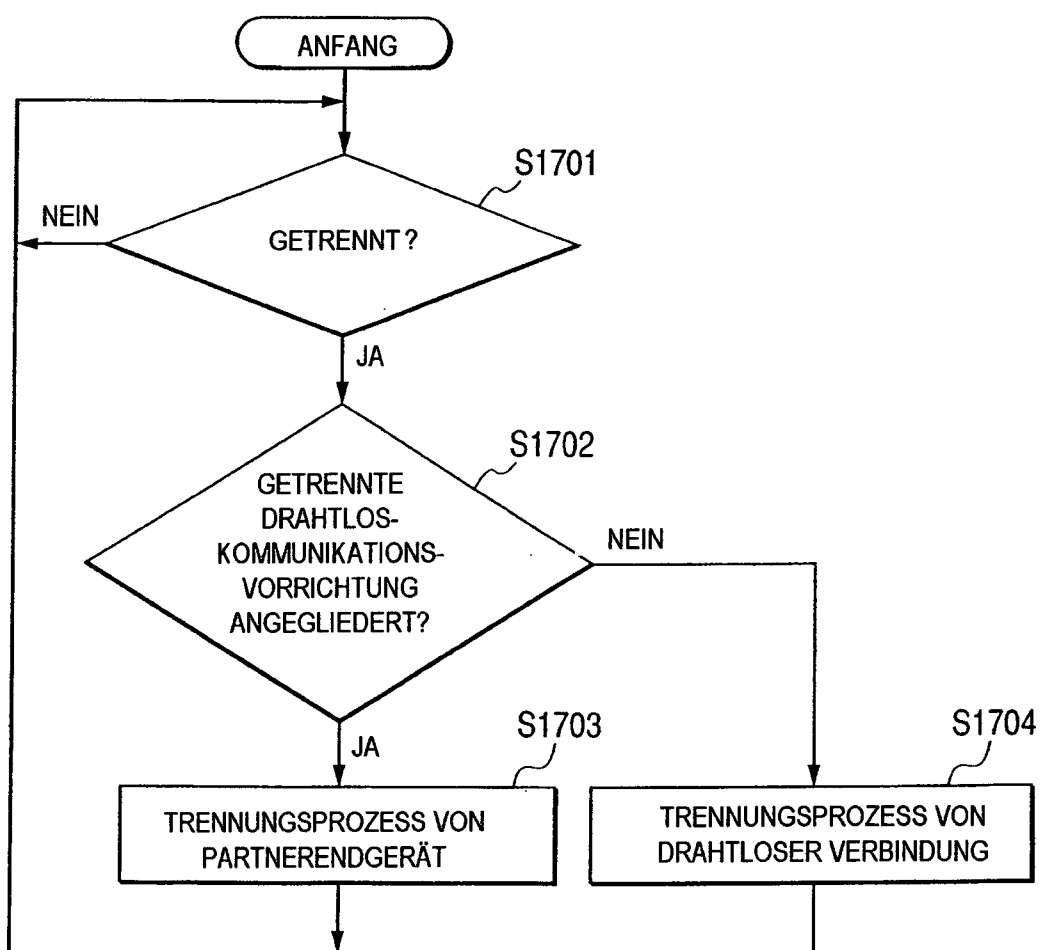 ANFANG
S1701
NEIN
GETRENNT?
JA
S1702
GETRENNTE
DRAHTLOS-
KOMMUNIKATIONS-
VORRICHTUNG
ANGEGLIEDERT?
NEIN
JA
S1703
S1704
TRENNUNGSPROZESS VON
PARTNERENDGERÄT
TRENNUNGSPROZESS VON
DRAHTLOSER VERBINDUNG